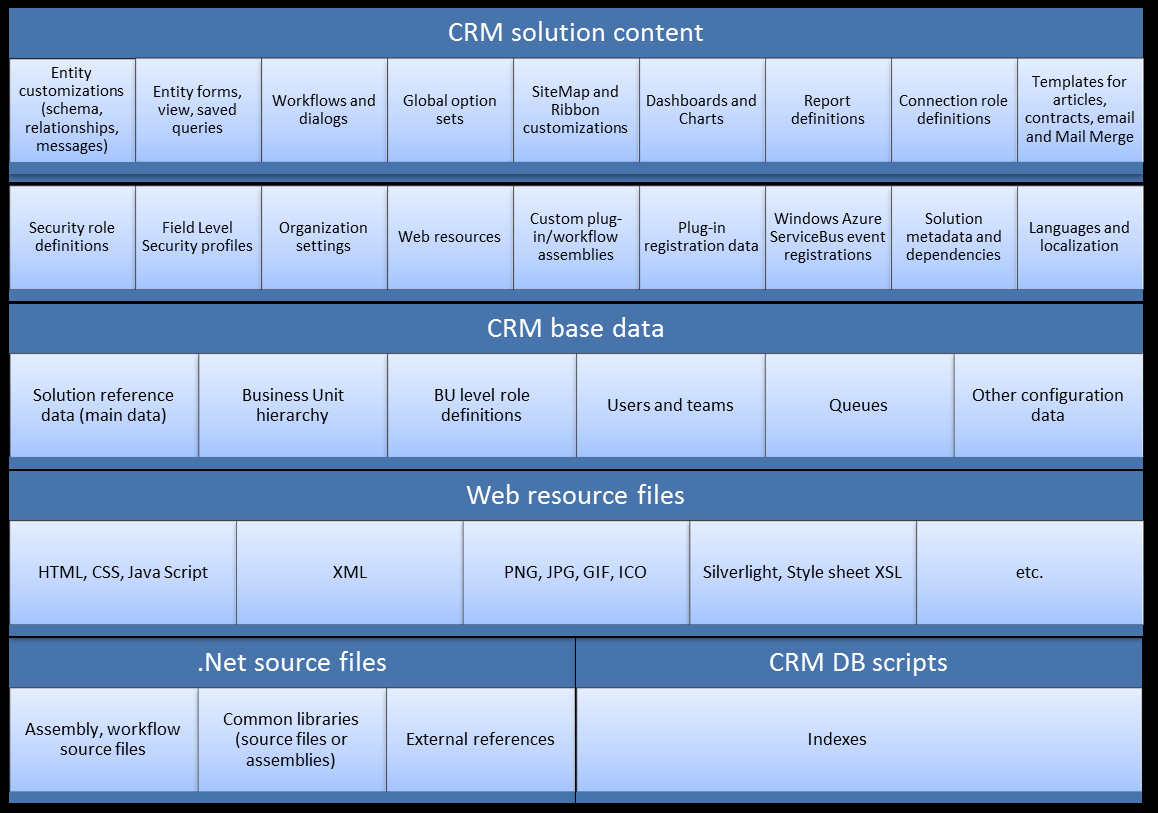 CRM solution content
Entity
customizations
(schema,
relationships,
messages)
Entity forms,
view, saved
queries
Workflows and
dialogs
Global option
sets
SiteMap and
Ribbon
customizations
Dashboards and
Charts
Report
definitions
Connection role
definitions
Templates for
articles,
contracts, email
and Mail Merge
Security role
definitions
Field Level
Security profiles
Organization
settings
Web resources
Custom plug-
in/workflow
assemblies
Plug-in
registration data
Windows Azure
ServiceBus event
registrations
Solution
metadata and
dependencies
Languages and
localization
CRM base data
Solution reference
data (main data)
Business Unit
hierarchy
BU level role
definitions
Users and teams
Queues
Other configuration
data
Web resource files
HTML, CSS, Java Script
XML
PNG, JPG, GIF, ICO
Silverlight, Style sheet XSL
etc.
.Net source files
Assembly, workflow
source files
Common libraries
(source files or
assemblies)
External references
CRM DB scripts
Indexes